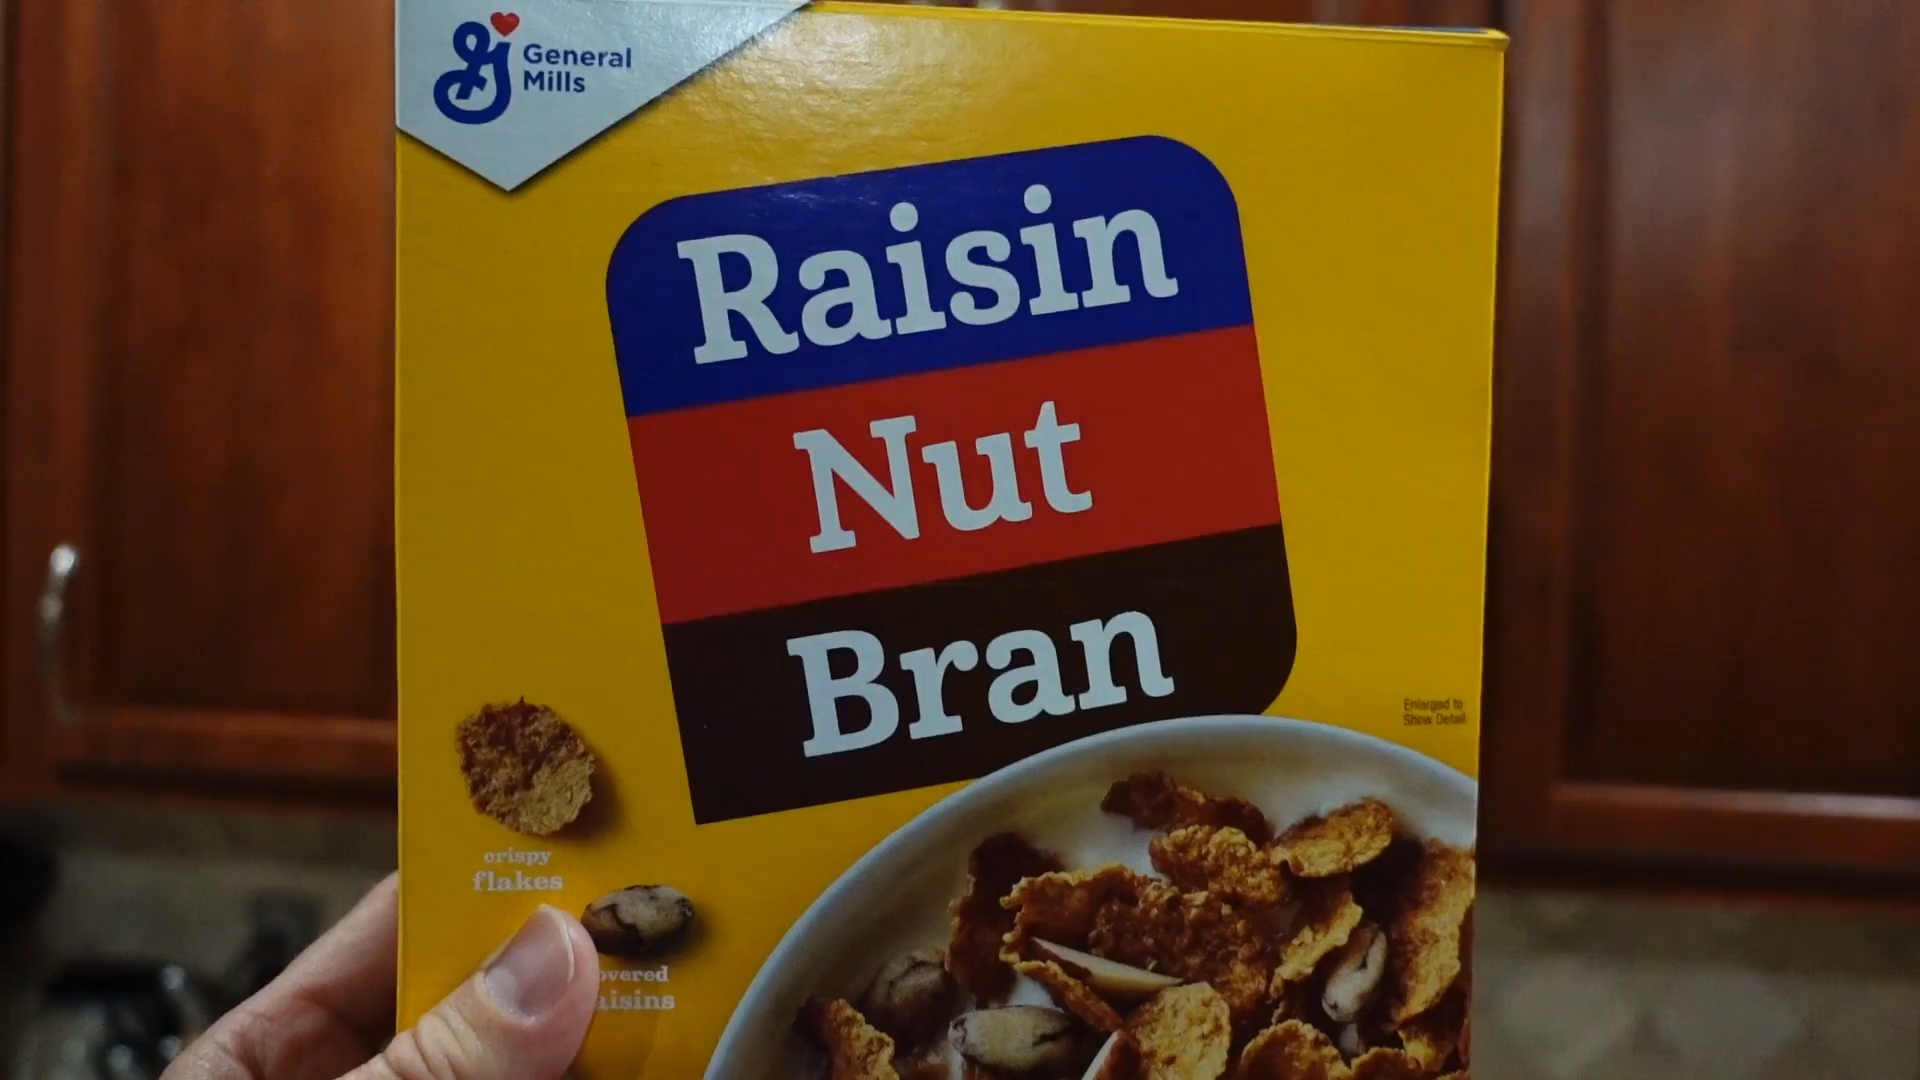 General
Mills
Raisin
Nut
Bran
Enlarged to
Show Detail
crispy
flakes